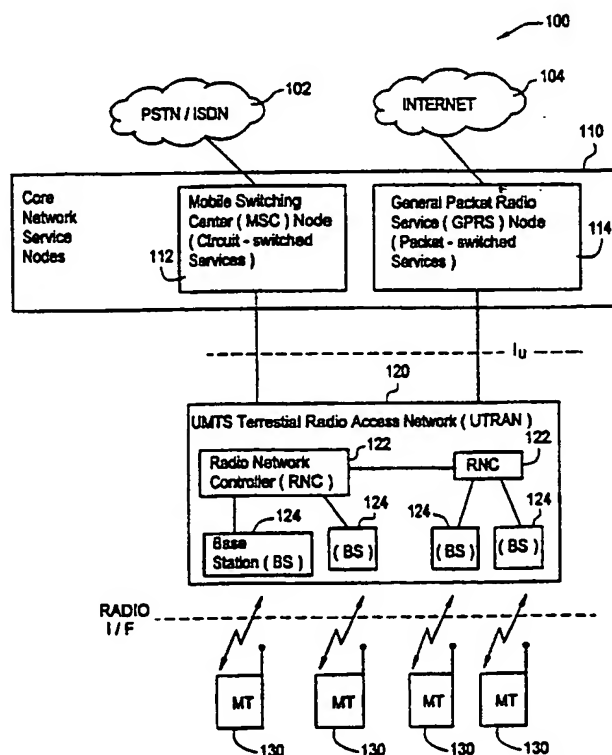 100
102
104
PSTN / ISDN
INTERNET
110
Core
Network
Service
Nodes
Mobile Switching
Center ( MSC ) Node
( Circuit - switched
Services )
112
General Packet Radio
Service ( GPRS ) Node
( Packet - switched
Services )
114
Iu
120
UMTS Terrestial Radio Access Network ( UTRAN )
122
Radio Network
Controller ( RNC )
RNC
122
124
Base
Station ( BS )
124
( BS )
124
( BS )
124
( BS )
RADIO
I / F
MT
MT
MT
MT
130
130
130
130